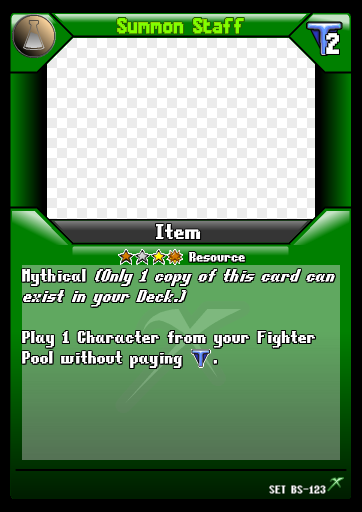 Summon Staff
T2
Item
Resource
Mythical (Only 1 copy of this card can
exist in your Deck.)
Play 1 Character from your Fighter
Pool without paying T.
SET BS-123